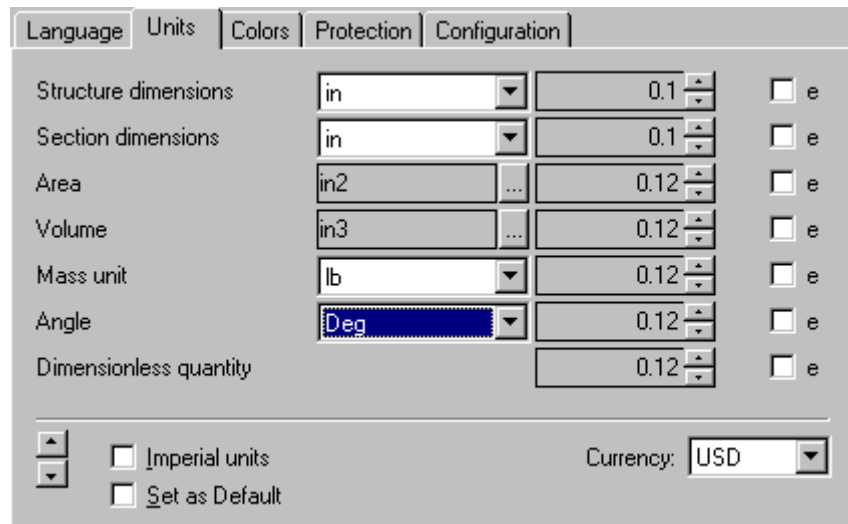 Language Units Colors Protection Configuration
Structure dimensions in 0.1 e
Section dimensions in 0.1 e
Area in2 ... 0.12 e
Volume in3 ... 0.12 e
Mass unit lb 0.12 e
Angle Deg 0.12 e
Dimensionless quantity 0.12 e
Imperial units Currency: USD
Set as Default